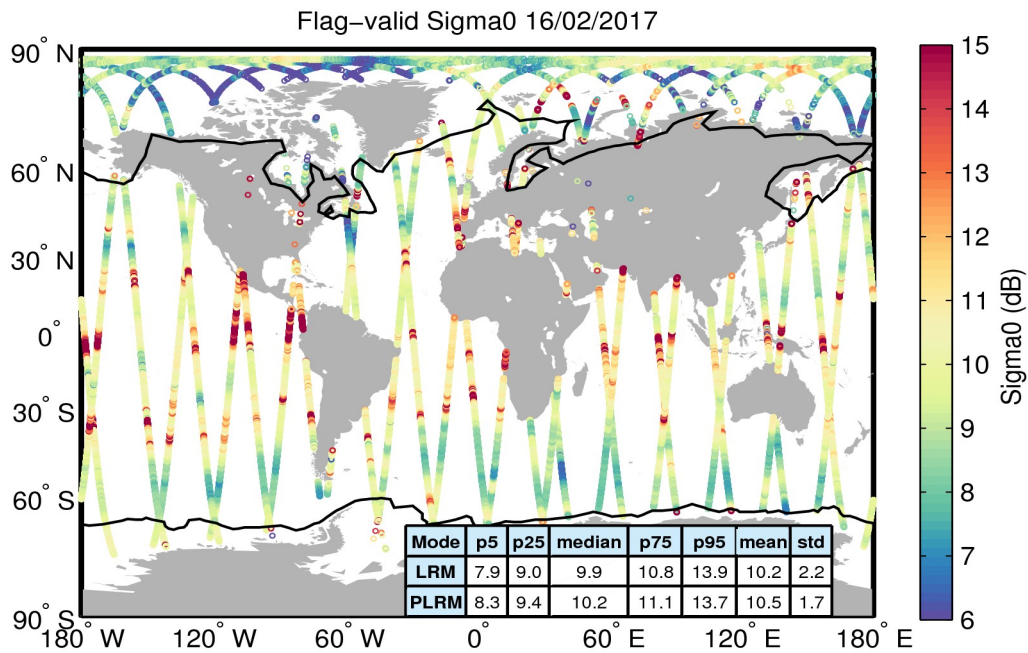 Flag−valid Sigma0 16/02/2017
90° N
60° N
30° N
0°
30° S
60° S
90° S
180° W
120° W
60° W
0°
60° E
120° E
180° E
Mode p5 p25 median p75 p95 mean std
LRM 7.9 9.0 9.9 10.8 13.9 10.2 2.2
PLRM 8.3 9.4 10.2 11.1 13.7 10.5 1.7
15
14
13
12
11
10
9
8
7
6
Sigma0 (dB)